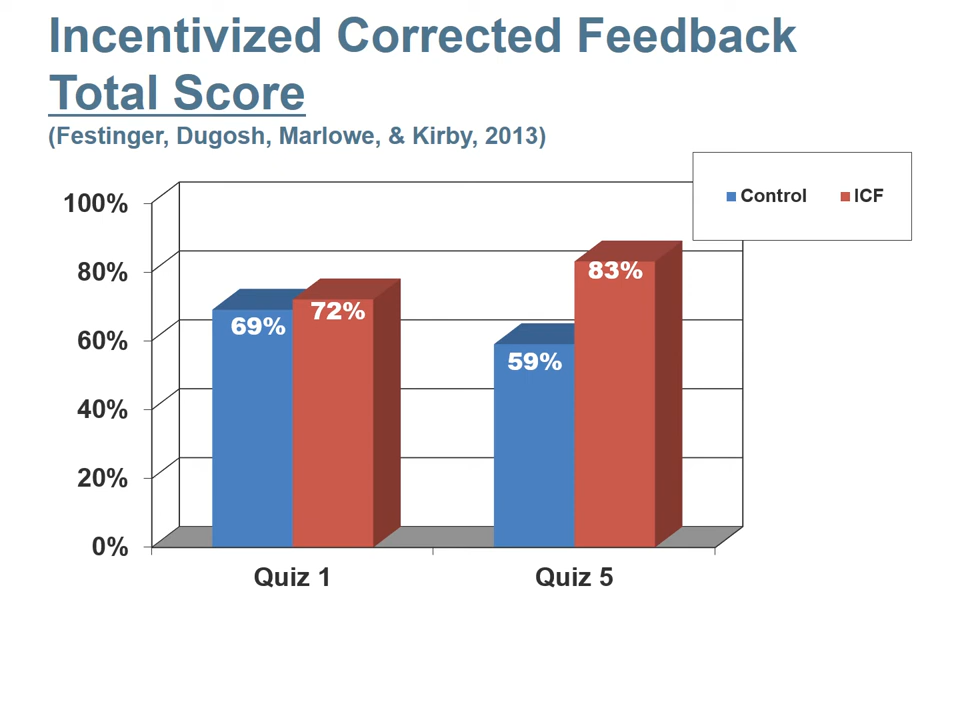 Incentivized Corrected Feedback
Total Score
(Festinger, Dugosh, Marlowe, & Kirby, 2013)
Control ICF
100%
80%
60%
40%
20%
0%
69%
72%
59%
83%
Quiz 1
Quiz 5